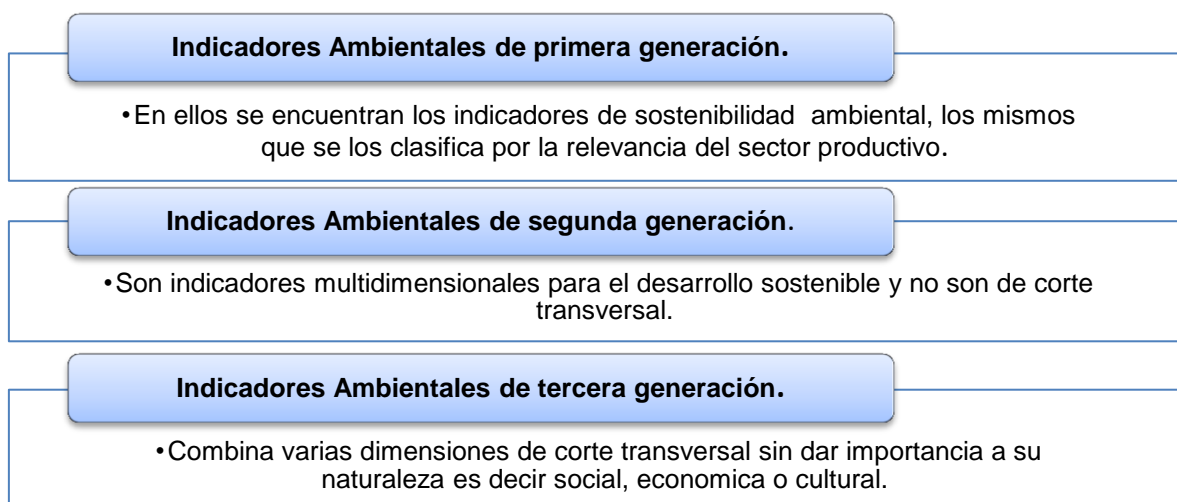 Indicadores Ambientales de primera generación.
•En ellos se encuentran los indicadores de sostenibilidad ambiental, los mismos
que se los clasifica por la relevancia del sector productivo.
Indicadores Ambientales de segunda generación.
•Son indicadores multidimensionales para el desarrollo sostenible y no son de corte
transversal.
Indicadores Ambientales de tercera generación.
•Combina varias dimensiones de corte transversal sin dar importancia a su
naturaleza es decir social, economica o cultural.